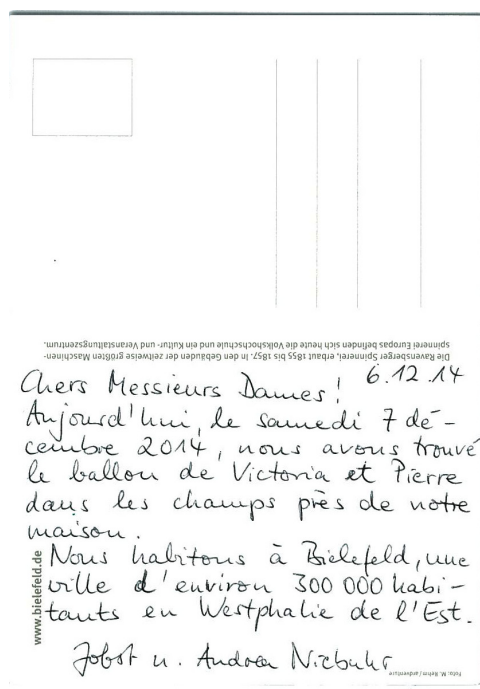 Die Ravensberger Spinnerei, erbaut 1855 bis 1857. In den Gebäuden der zeitweise größten Maschinen-
spinnerei Europas befinden sich heute die Volkshochschule und ein Kultur- und Veranstaltungszentrum.
Chers Messieurs Dames! 6.12.14
Aujourd'hui, le samedi 7 dé-
cembre 2014, nous avons trouvé
le ballon de Victoria et Pierre
dans les champs près de notre
maison.
Nous habitons à Bielefeld, une
ville d'environ 300 000 habi-
tants en Westphalie de l'Est.
Jobst u. Andrea Niebuhr
www.bielefeld.de
Foto: M. Rehm / ardventure